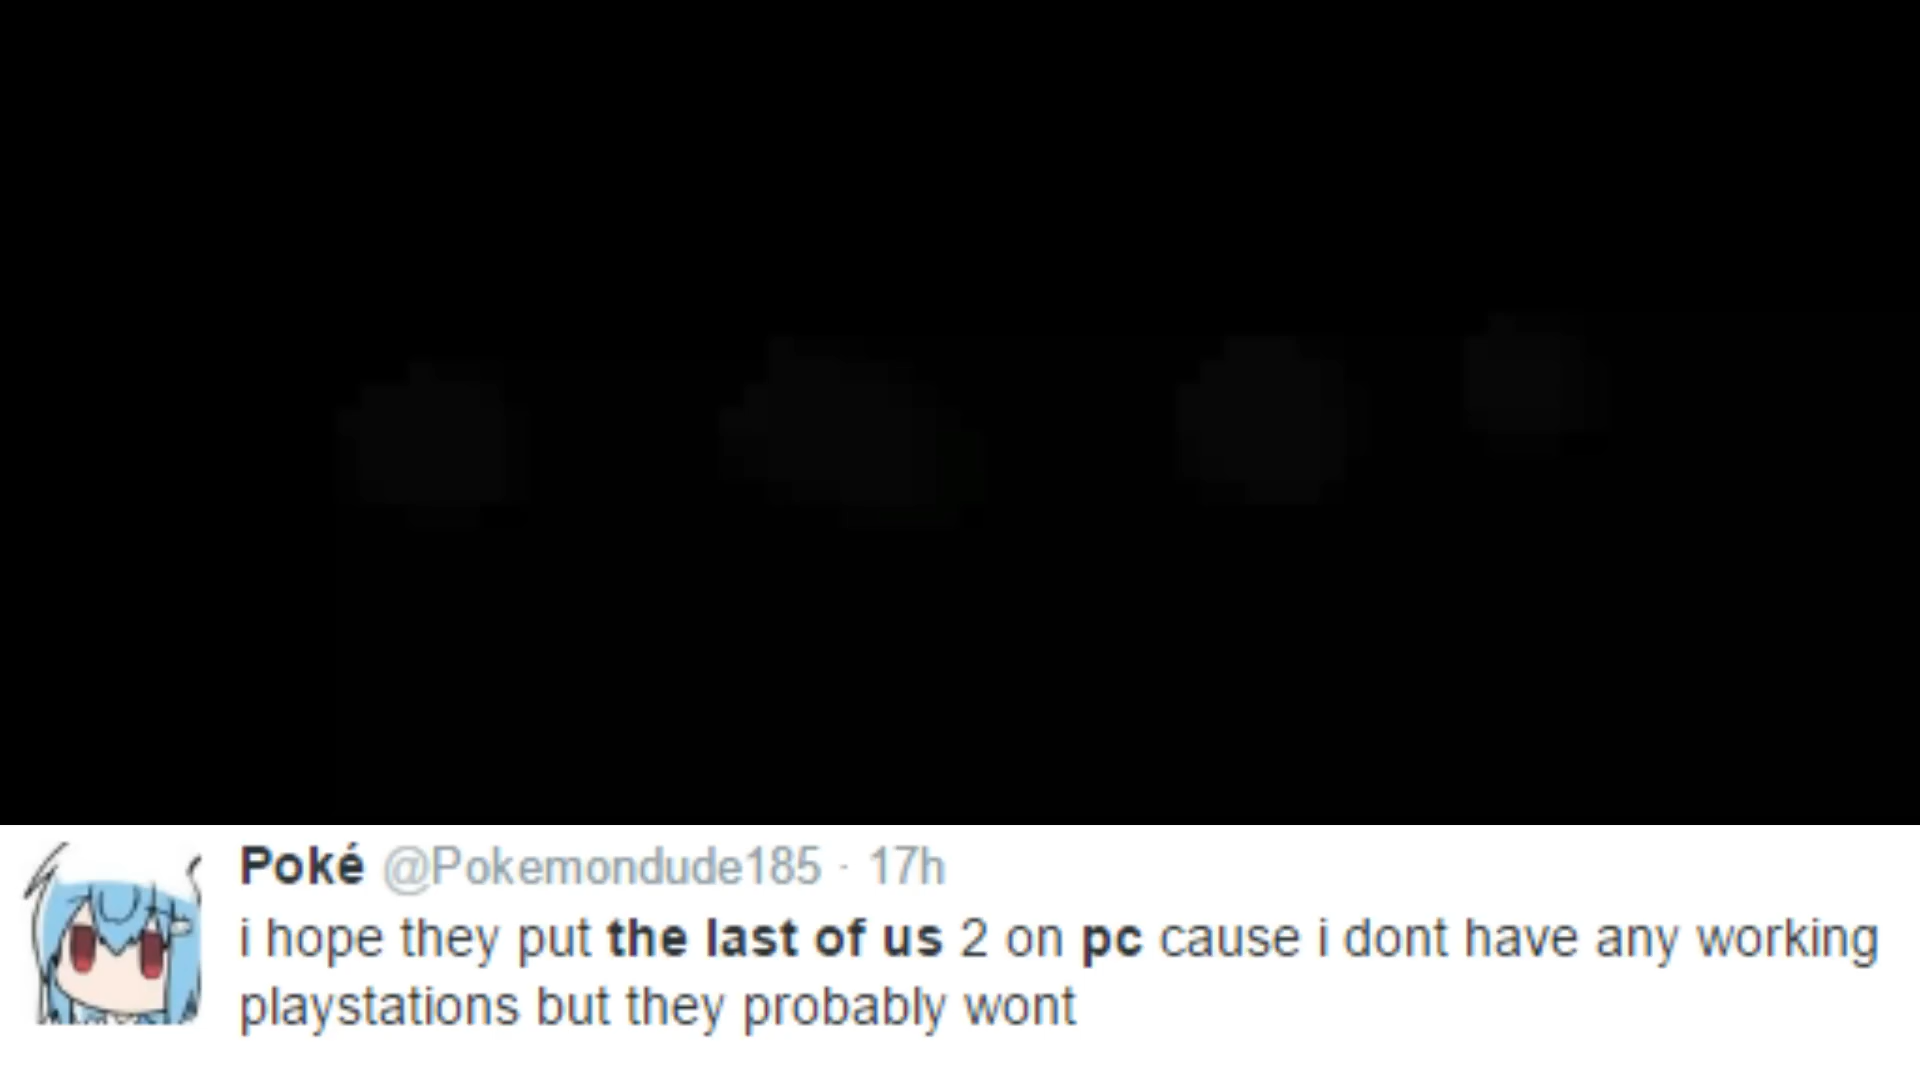 Poké @Pokemondude185 · 17h
i hope they put the last of us 2 on pc cause i dont have any working
playstations but they probably wont